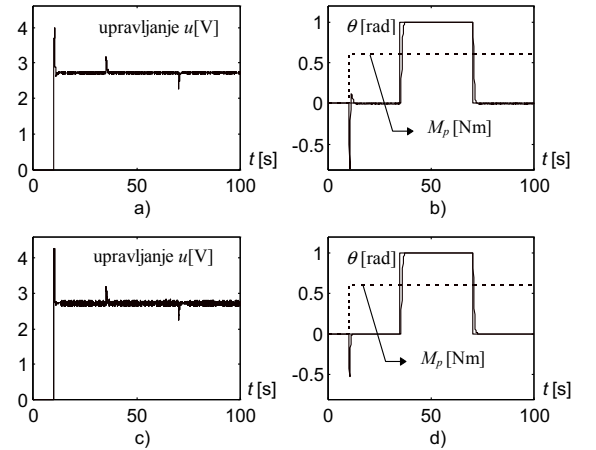 4
3
2
1
0
upravljanje u[V]
t [s]
0
50
100
a)
1
0.5
0
-0.5
θ [rad]
M_p [Nm]
t [s]
0
50
100
b)
4
3
2
1
0
upravljanje u[V]
t [s]
0
50
100
c)
1
0.5
0
-0.5
θ [rad]
M_p [Nm]
t [s]
0
50
100
d)